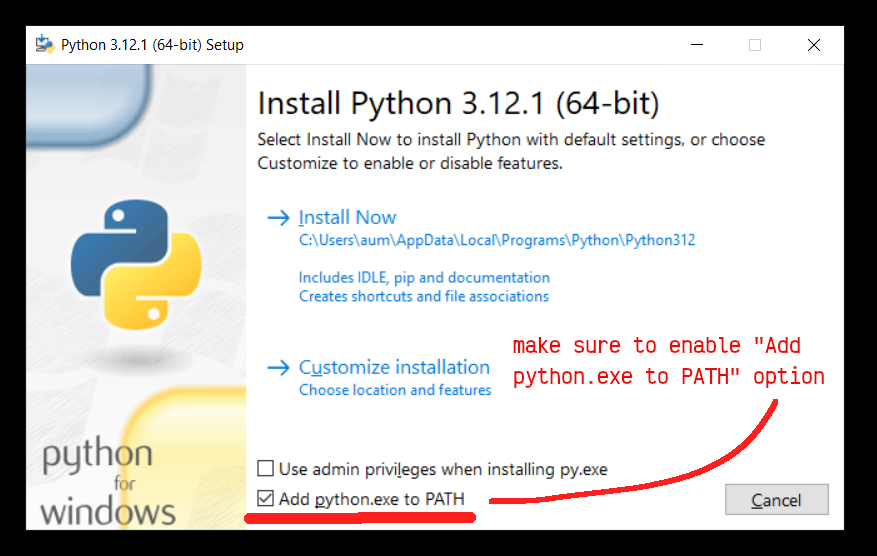 Python 3.12.1 (64-bit) Setup
Install Python 3.12.1 (64-bit)
Select Install Now to install Python with default settings, or choose
Customize to enable or disable features.
Install Now
C:\Users\aum\AppData\Local\Programs\Python\Python312
Includes IDLE, pip and documentation
Creates shortcuts and file associations
make sure to enable "Add
python.exe to PATH" option
Customize installation
Choose location and features
Use admin privileges when installing py.exe
Add python.exe to PATH
Cancel
python
for
windows